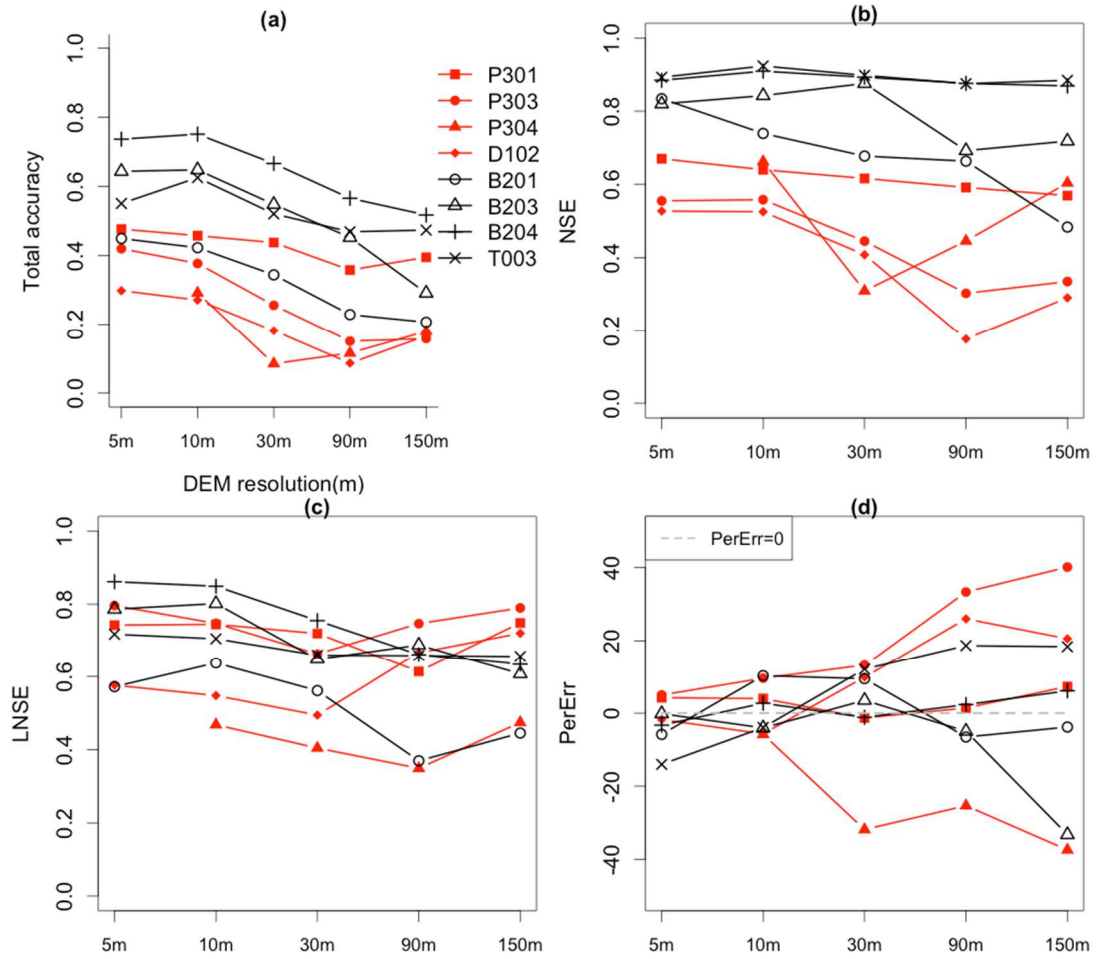 (a)
Total accuracy
1.0
0.8
0.6
0.4
0.2
0.0
5m 10m 30m 90m 150m
DEM resolution(m)
P301
P303
P304
D102
B201
B203
B204
T003
(b)
NSE
1.0
0.8
0.6
0.4
0.2
0.0
5m 10m 30m 90m 150m
(c)
LNSE
1.0
0.8
0.6
0.4
0.2
0.0
5m 10m 30m 90m 150m
(d)
PerErr=0
PerErr
40
20
0
-20
-40
5m 10m 30m 90m 150m